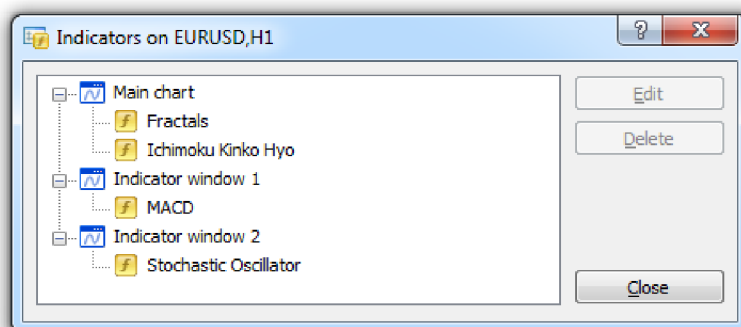 Indicators on EURUSD,H1
?
X
Main chart
Edit
Fractals
Delete
Ichimoku Kinko Hyo
Indicator window 1
MACD
Indicator window 2
Stochastic Oscillator
Close